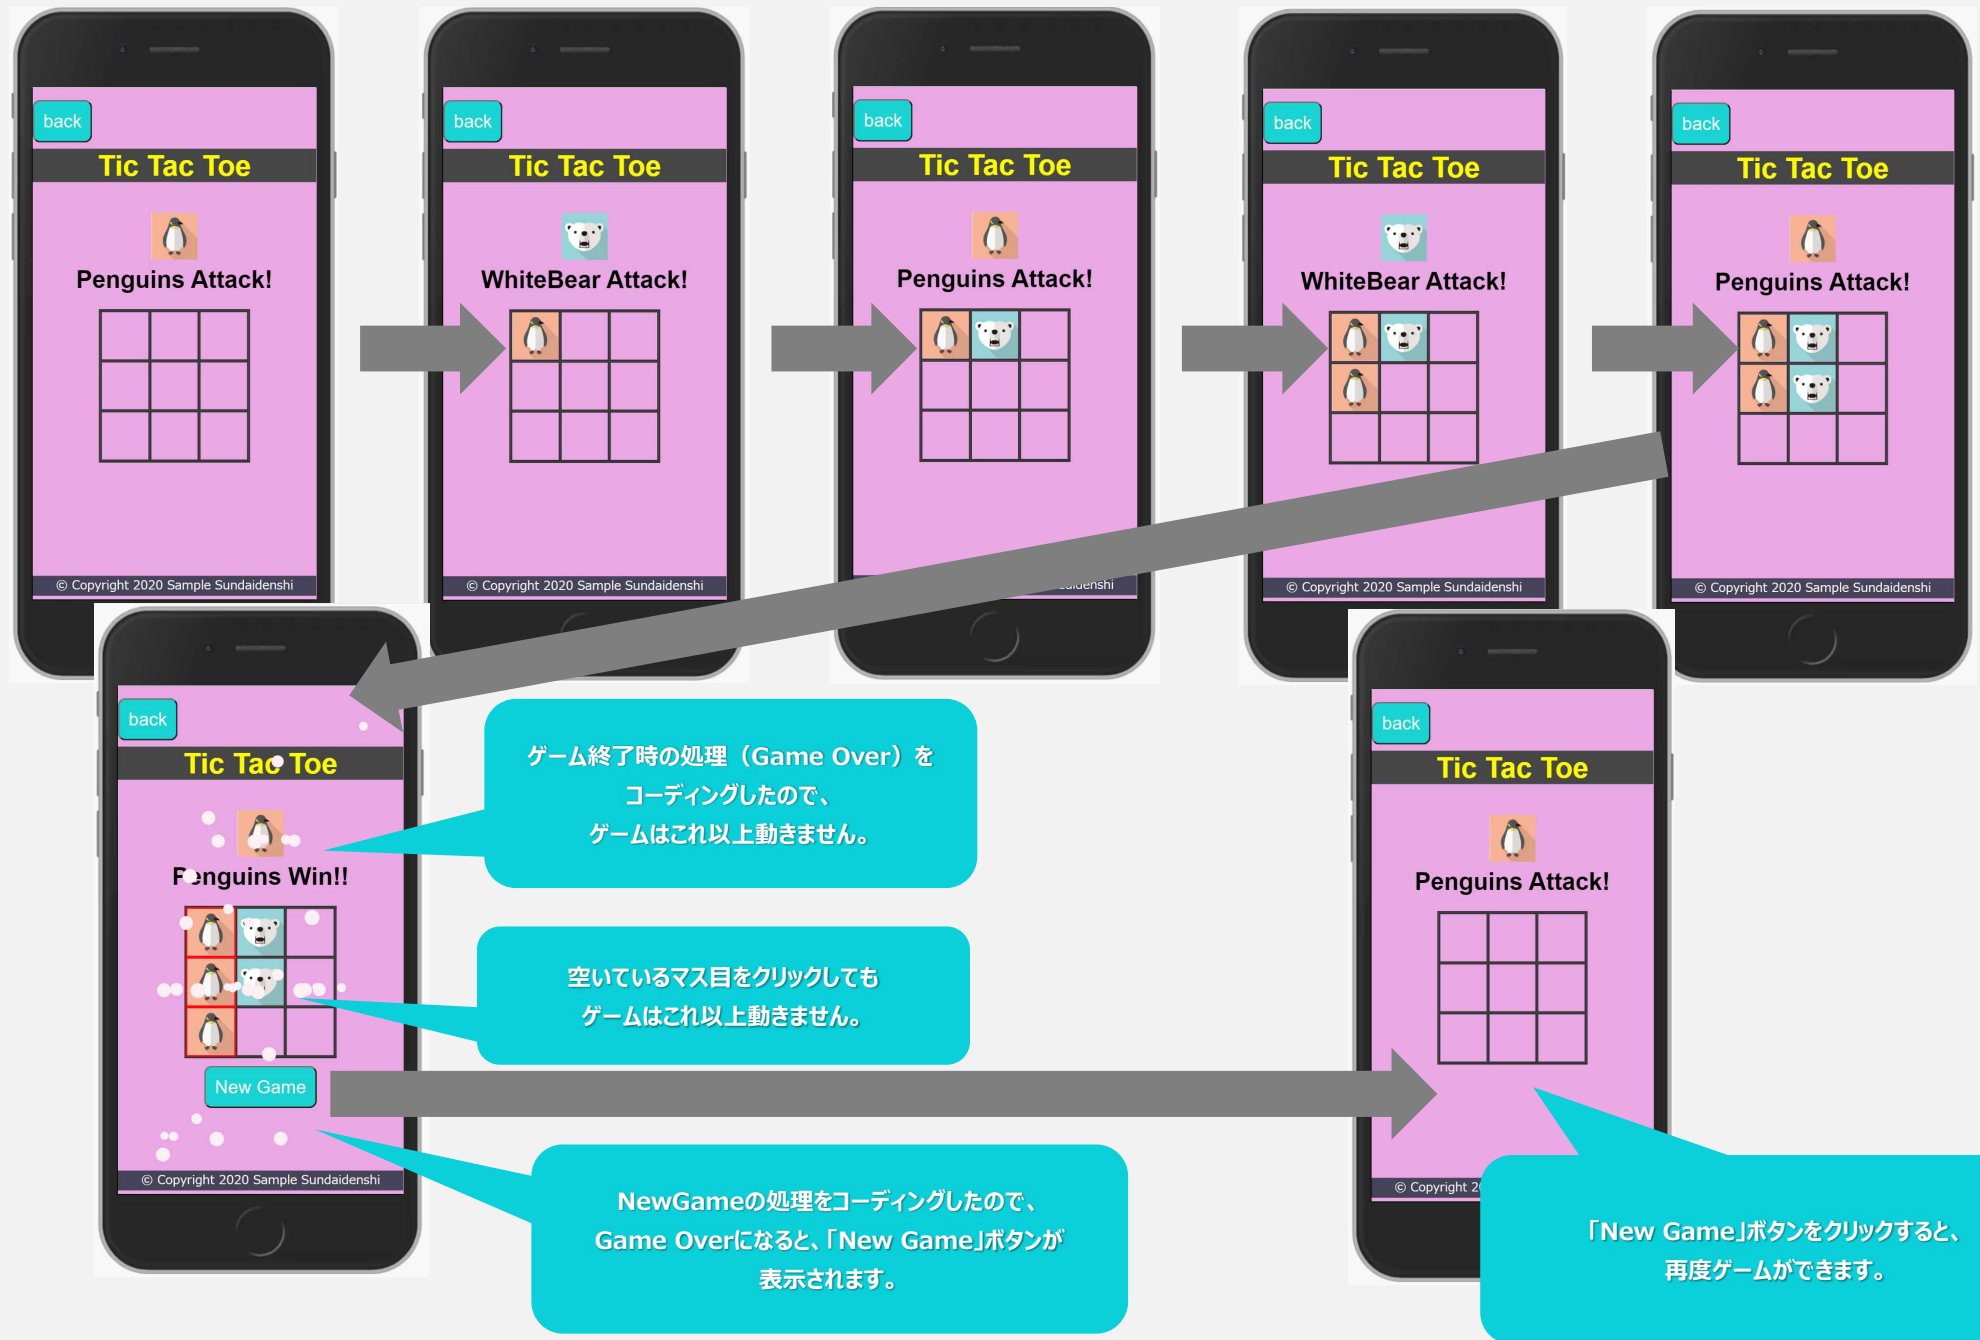 back
Tic Tac Toe
Penguins Attack!
© Copyright 2020 Sample Sundaidenshi
back
Tic Tac Toe
WhiteBear Attack!
© Copyright 2020 Sample Sundaidenshi
back
Tic Tac Toe
Penguins Attack!
back
Tic Tac Toe
WhiteBear Attack!
© Copyright 2020 Sample Sundaidenshi
back
Tic Tac Toe
Penguins Attack!
© Copyright 2020 Sample Sundaidenshi
back
Tic Tac Toe
Penguins Win!!
New Game
© Copyright 2020 Sample Sundaidenshi
ゲーム終了時の処理（Game Over）を
コーディングしたので、
ゲームはこれ以上動きません。
空いているマス目をクリックしても
ゲームはこれ以上動きません。
NewGameの処理をコーディングしたので、
Game Overになると、「New Game」ボタンが
表示されます。
back
Tic Tac Toe
Penguins Attack!
© Copyright
「New Game」ボタンをクリックすると、
再度ゲームができます。